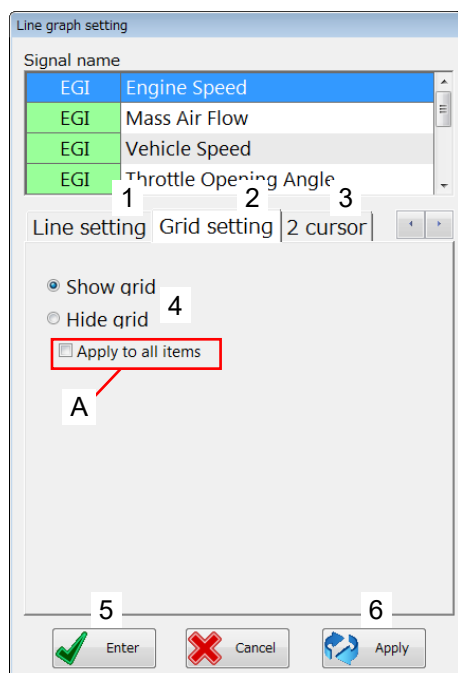 Line graph setting
Signal name
EGI Engine Speed
EGI Mass Air Flow
EGI Vehicle Speed
EGI Throttle Opening Angle
1 2 3
Line setting Grid setting 2 cursor
Show grid
4
Hide grid
Apply to all items
A
5 6
Enter Cancel Apply